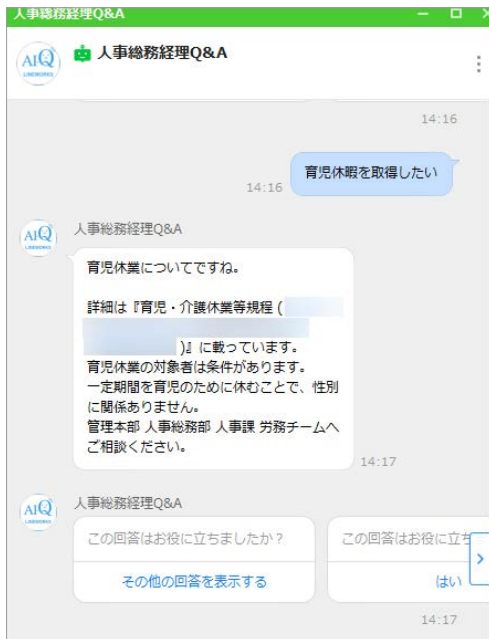 人事総務経理Q&A
人事総務経理Q&A
14:16
育児休暇を取得したい
14:16
人事総務経理Q&A
育児休業についてですね。
詳細は『育児・介護休業等規程 (
)』に載っています。
育児休業の対象者は条件があります。
一定期間を育児のために休むことで、性別
に関係ありません。
管理本部 人事総務部 人事課 労務チームへ
ご相談ください。
14:17
人事総務経理Q&A
この回答はお役に立ちましたか？
この回答はお役に立ち
その他の回答を表示する
はい
14:17
AIQ
AIQ
AIQ